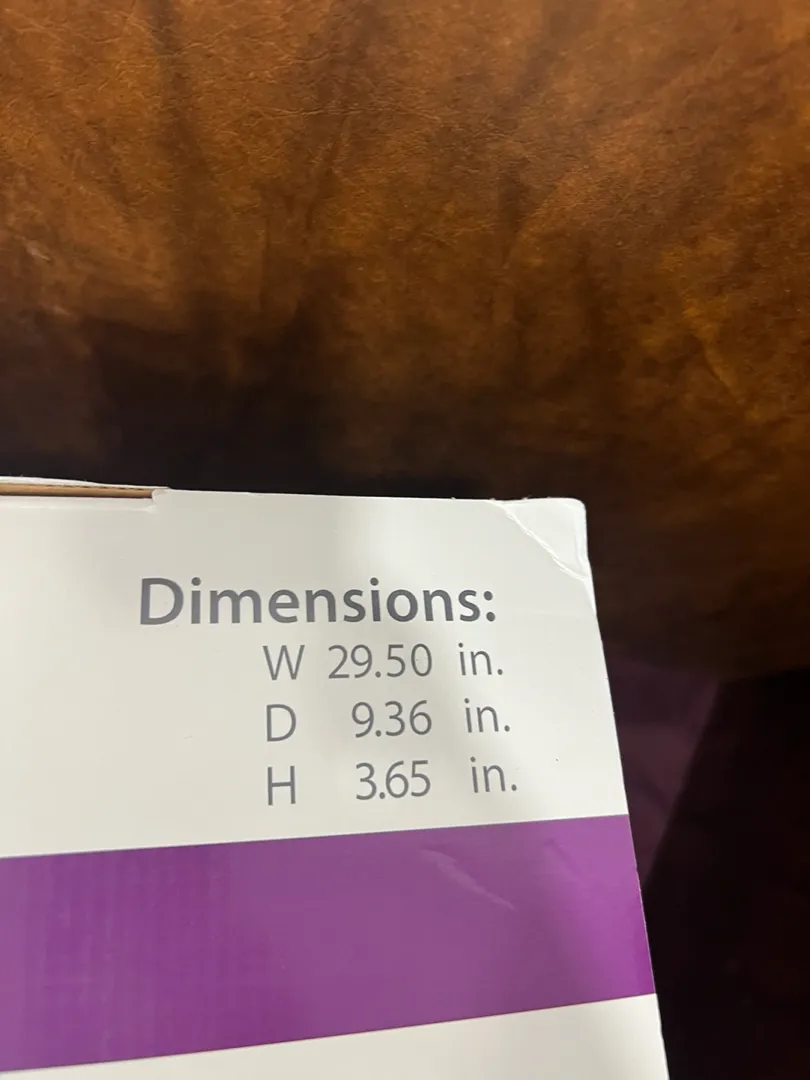 Dimensions:
W 29.50 in.
D 9.36 in.
H 3.65 in.